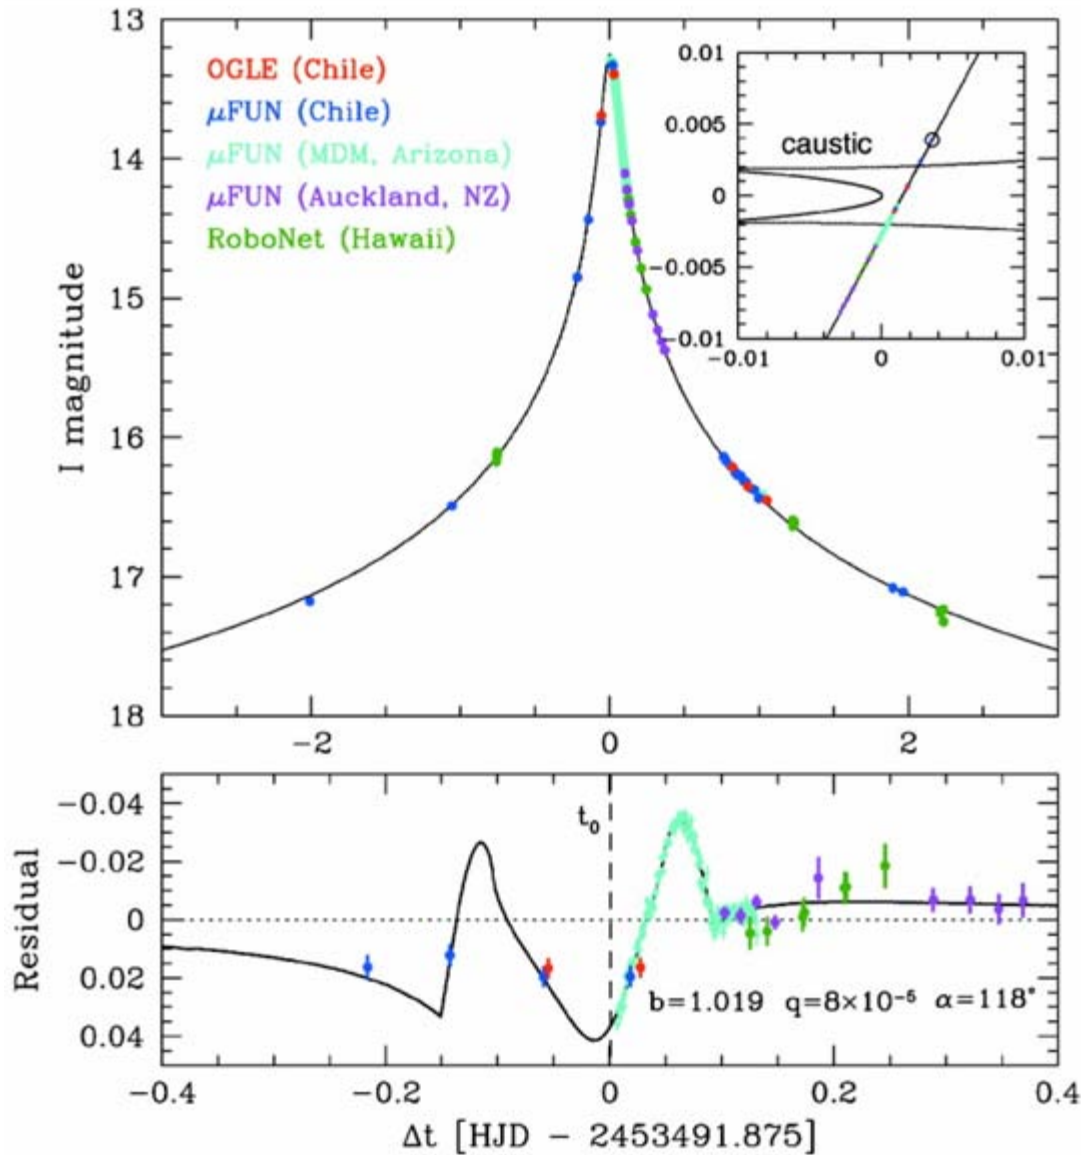 13
14
15
16
17
18
I magnitude
OGLE (Chile)
μFUN (Chile)
μFUN (MDM, Arizona)
μFUN (Auckland, NZ)
RoboNet (Hawaii)
0.01
0.005
0
-0.005
-0.01
caustic
-0.01 0 0.01
-2 0 2
-0.04
-0.02
0
0.02
0.04
Residual
t₀
b=1.019 q=8×10⁻⁵ α=118°
-0.4 -0.2 0 0.2 0.4
Δt [HJD - 2453491.875]